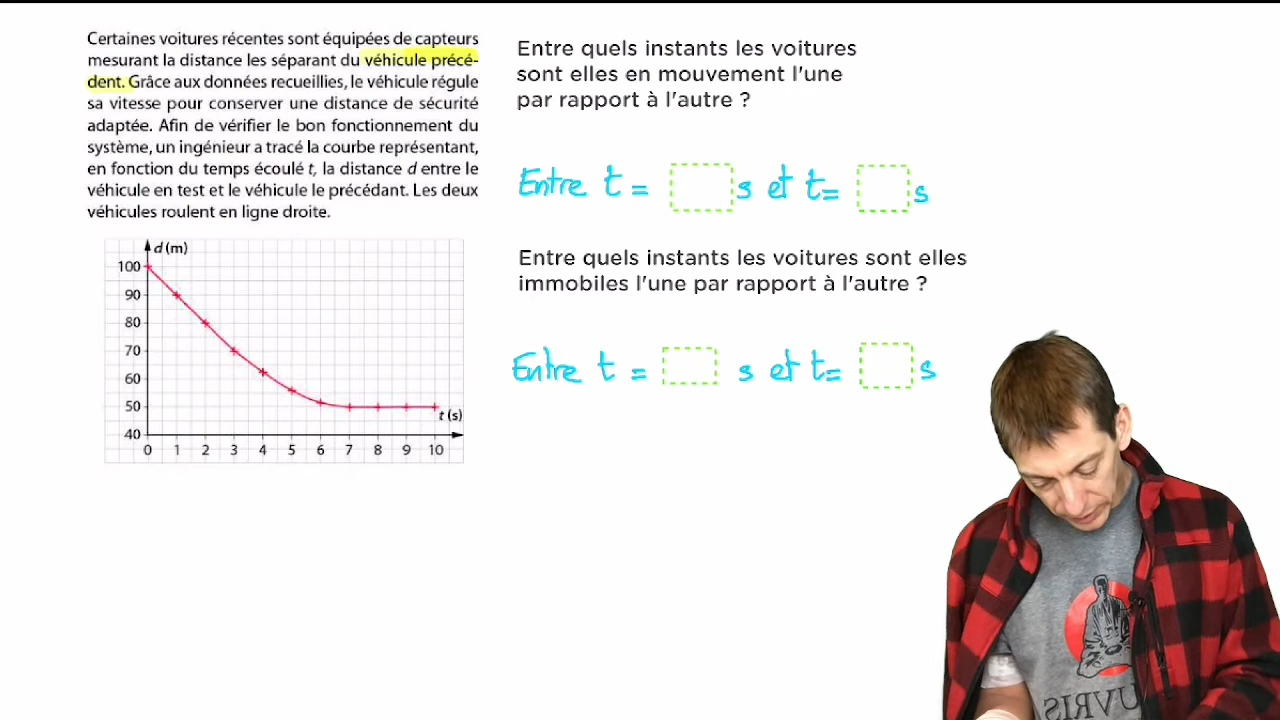 Certaines voitures récentes sont équipées de capteurs
mesurant la distance les séparant du véhicule précé-
dent. Grâce aux données recueillies, le véhicule régule
sa vitesse pour conserver une distance de sécurité
adaptée. Afin de vérifier le bon fonctionnement du
système, un ingénieur a tracé la courbe représentant,
en fonction du temps écoulé t, la distance d entre le
véhicule en test et le véhicule le précédant. Les deux
véhicules roulent en ligne droite.
d (m)
100
90
80
70
60
50
t (s)
40
0 1 2 3 4 5 6 7 8 9 10
Entre quels instants les voitures
sont elles en mouvement l'une
par rapport à l'autre ?
Entre t = s et t= s
Entre quels instants les voitures sont elles
immobiles l'une par rapport à l'autre ?
Entre t = s et t= s